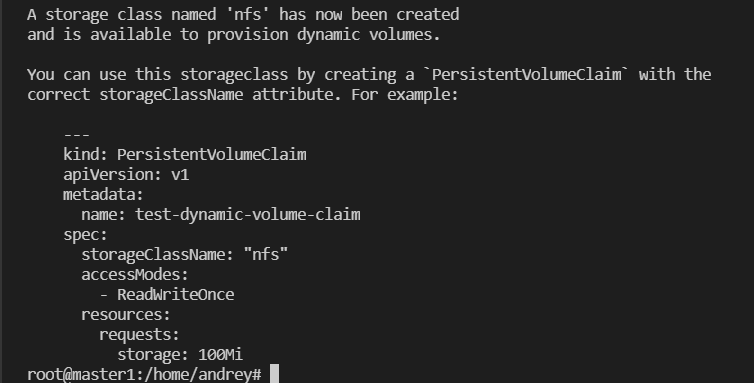 A storage class named 'nfs' has now been created
and is available to provision dynamic volumes.
You can use this storageclass by creating a `PersistentVolumeClaim` with the
correct storageClassName attribute. For example:
---
kind: PersistentVolumeClaim
apiVersion: v1
metadata:
name: test-dynamic-volume-claim
spec:
storageClassName: "nfs"
accessModes:
- ReadWriteOnce
resources:
requests:
storage: 100Mi
root@master1:/home/andrey#